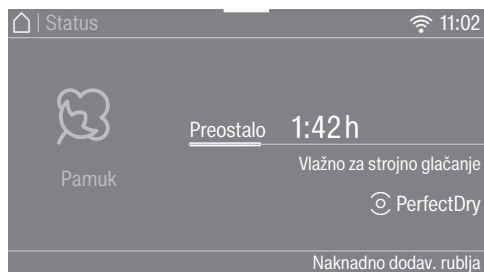 | Status 11:02
Preostalo 1:42 h
Vlažno za strojno glačanje
Pamuk
PerfectDry
Naknadno dodav. rublja